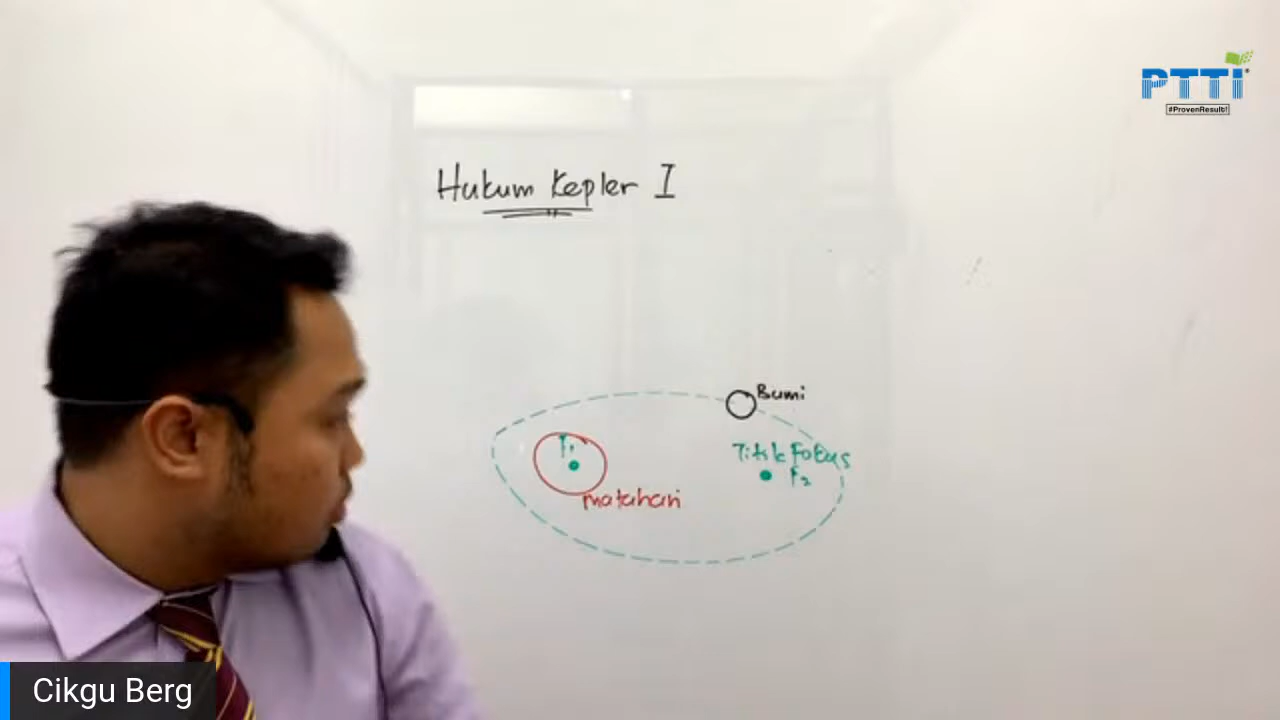 PTTI
#ProvenResult!
Hukum Kepler I
Bumi
F1
Titik Fokus
F2
matahari
Cikgu Berg